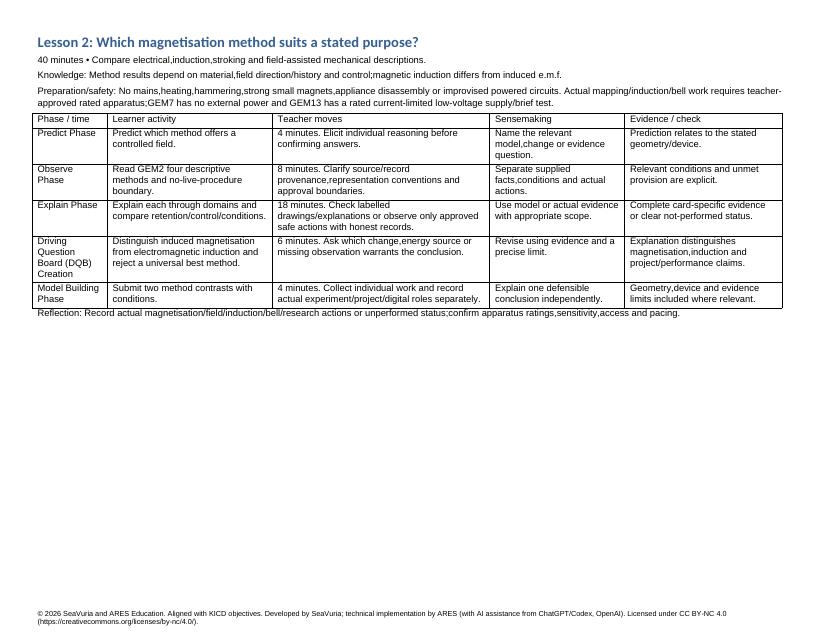 Lesson 2: Which magnetisation method suits a stated purpose?
40 minutes • Compare electrical,induction,stroking and field-assisted mechanical descriptions.
Knowledge: Method results depend on material,field direction/history and control;magnetic induction differs from induced e.m.f.
Preparation/safety: No mains,heating,hammering,strong small magnets,appliance disassembly or improvised powered circuits. Actual mapping/induction/bell work requires teacher-
approved rated apparatus;GEM7 has no external power and GEM13 has a rated current-limited low-voltage supply/brief test.
Phase / time
Learner activity
Teacher moves
Sensemaking
Evidence / check
Predict Phase
Predict which method offers a
controlled field.
4 minutes. Elicit individual reasoning before
confirming answers.
Name the relevant
model,change or evidence
question.
Prediction relates to the stated
geometry/device.
Observe
Phase
Read GEM2 four descriptive
methods and no-live-procedure
boundary.
8 minutes. Clarify source/record
provenance,representation conventions and
approval boundaries.
Separate supplied
facts,conditions and actual
actions.
Relevant conditions and unmet
provision are explicit.
Explain Phase
Explain each through domains and
compare retention/control/conditions.
18 minutes. Check labelled
drawings/explanations or observe only approved
safe actions with honest records.
Use model or actual evidence
with appropriate scope.
Complete card-specific evidence
or clear not-performed status.
Driving
Question
Board (DQB)
Creation
Distinguish induced magnetisation
from electromagnetic induction and
reject a universal best method.
6 minutes. Ask which change,energy source or
missing observation warrants the conclusion.
Revise using evidence and a
precise limit.
Explanation distinguishes
magnetisation,induction and
project/performance claims.
Model Building
Phase
Submit two method contrasts with
conditions.
4 minutes. Collect individual work and record
actual experiment/project/digital roles separately.
Explain one defensible
conclusion independently.
Geometry,device and evidence
limits included where relevant.
Reflection: Record actual magnetisation/field/induction/bell/research actions or unperformed status;confirm apparatus ratings,sensitivity,access and pacing.
© 2026 SeaVuria and ARES Education. Aligned with KICD objectives. Developed by SeaVuria; technical implementation by ARES (with AI assistance from ChatGPT/Codex, OpenAI). Licensed under CC BY-NC 4.0
(https://creativecommons.org/licenses/by-nc/4.0/).